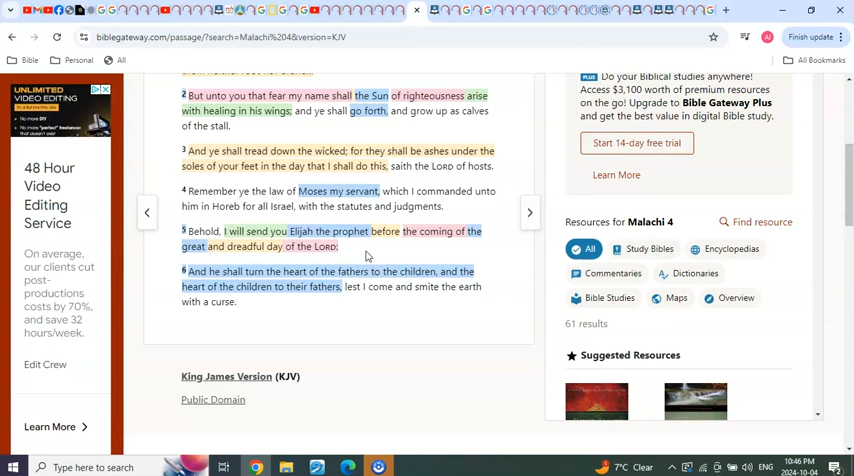 Finish update
biblegateway.com/passage/?search=Malachi%204&version=KJV
AI
Bible
Personal
All
All Bookmarks
UNLIMITED
VIDEO EDITING
48 Hour
Video
Editing
Service
On average,
our clients cut
post-
productions
costs by 70%,
and save 32
hours/week.
Edit Crew
Learn More
2 But unto you that fear my name shall the Sun of righteousness arise
with healing in his wings; and ye shall go forth, and grow up as calves
of the stall.
3 And ye shall tread down the wicked; for they shall be ashes under the
soles of your feet in the day that I shall do this, saith the LORD of hosts.
4 Remember ye the law of Moses my servant, which I commanded unto
him in Horeb for all Israel, with the statutes and judgments.
5 Behold, I will send you Elijah the prophet before the coming of the
great and dreadful day of the LORD:
6 And he shall turn the heart of the fathers to the children, and the
heart of the children to their fathers, lest I come and smite the earth
with a curse.
King James Version (KJV)
Public Domain
PLUS Do your Biblical studies anywhere!
Access $3,100 worth of premium resources
on the go! Upgrade to Bible Gateway Plus
and get the best value in digital Bible study.
Start 14-day free trial
Learn More
Resources for Malachi 4
Find resource
All
Study Bibles
Encyclopedias
Commentaries
Dictionaries
Bible Studies
Maps
Overview
61 results
Suggested Resources
Type here to search
7°C Clear
ENG
10:46 PM
2024-10-04